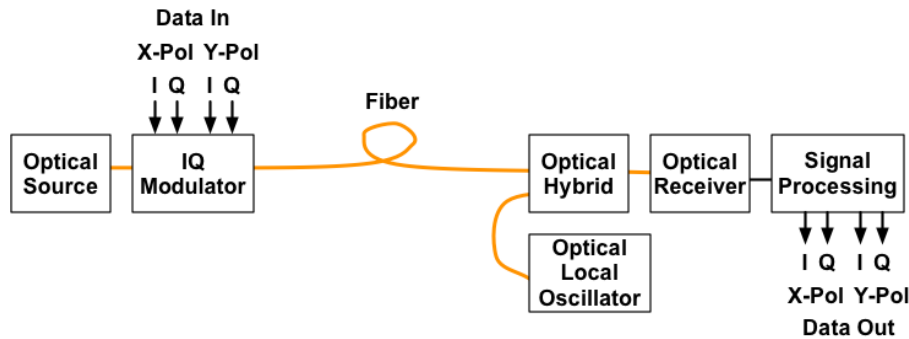 Data In
X-Pol Y-Pol
I Q I Q
Fiber
Optical
Source
IQ
Modulator
Optical
Hybrid
Optical
Receiver
Signal
Processing
Optical
Local
Oscillator
I Q I Q
X-Pol Y-Pol
Data Out